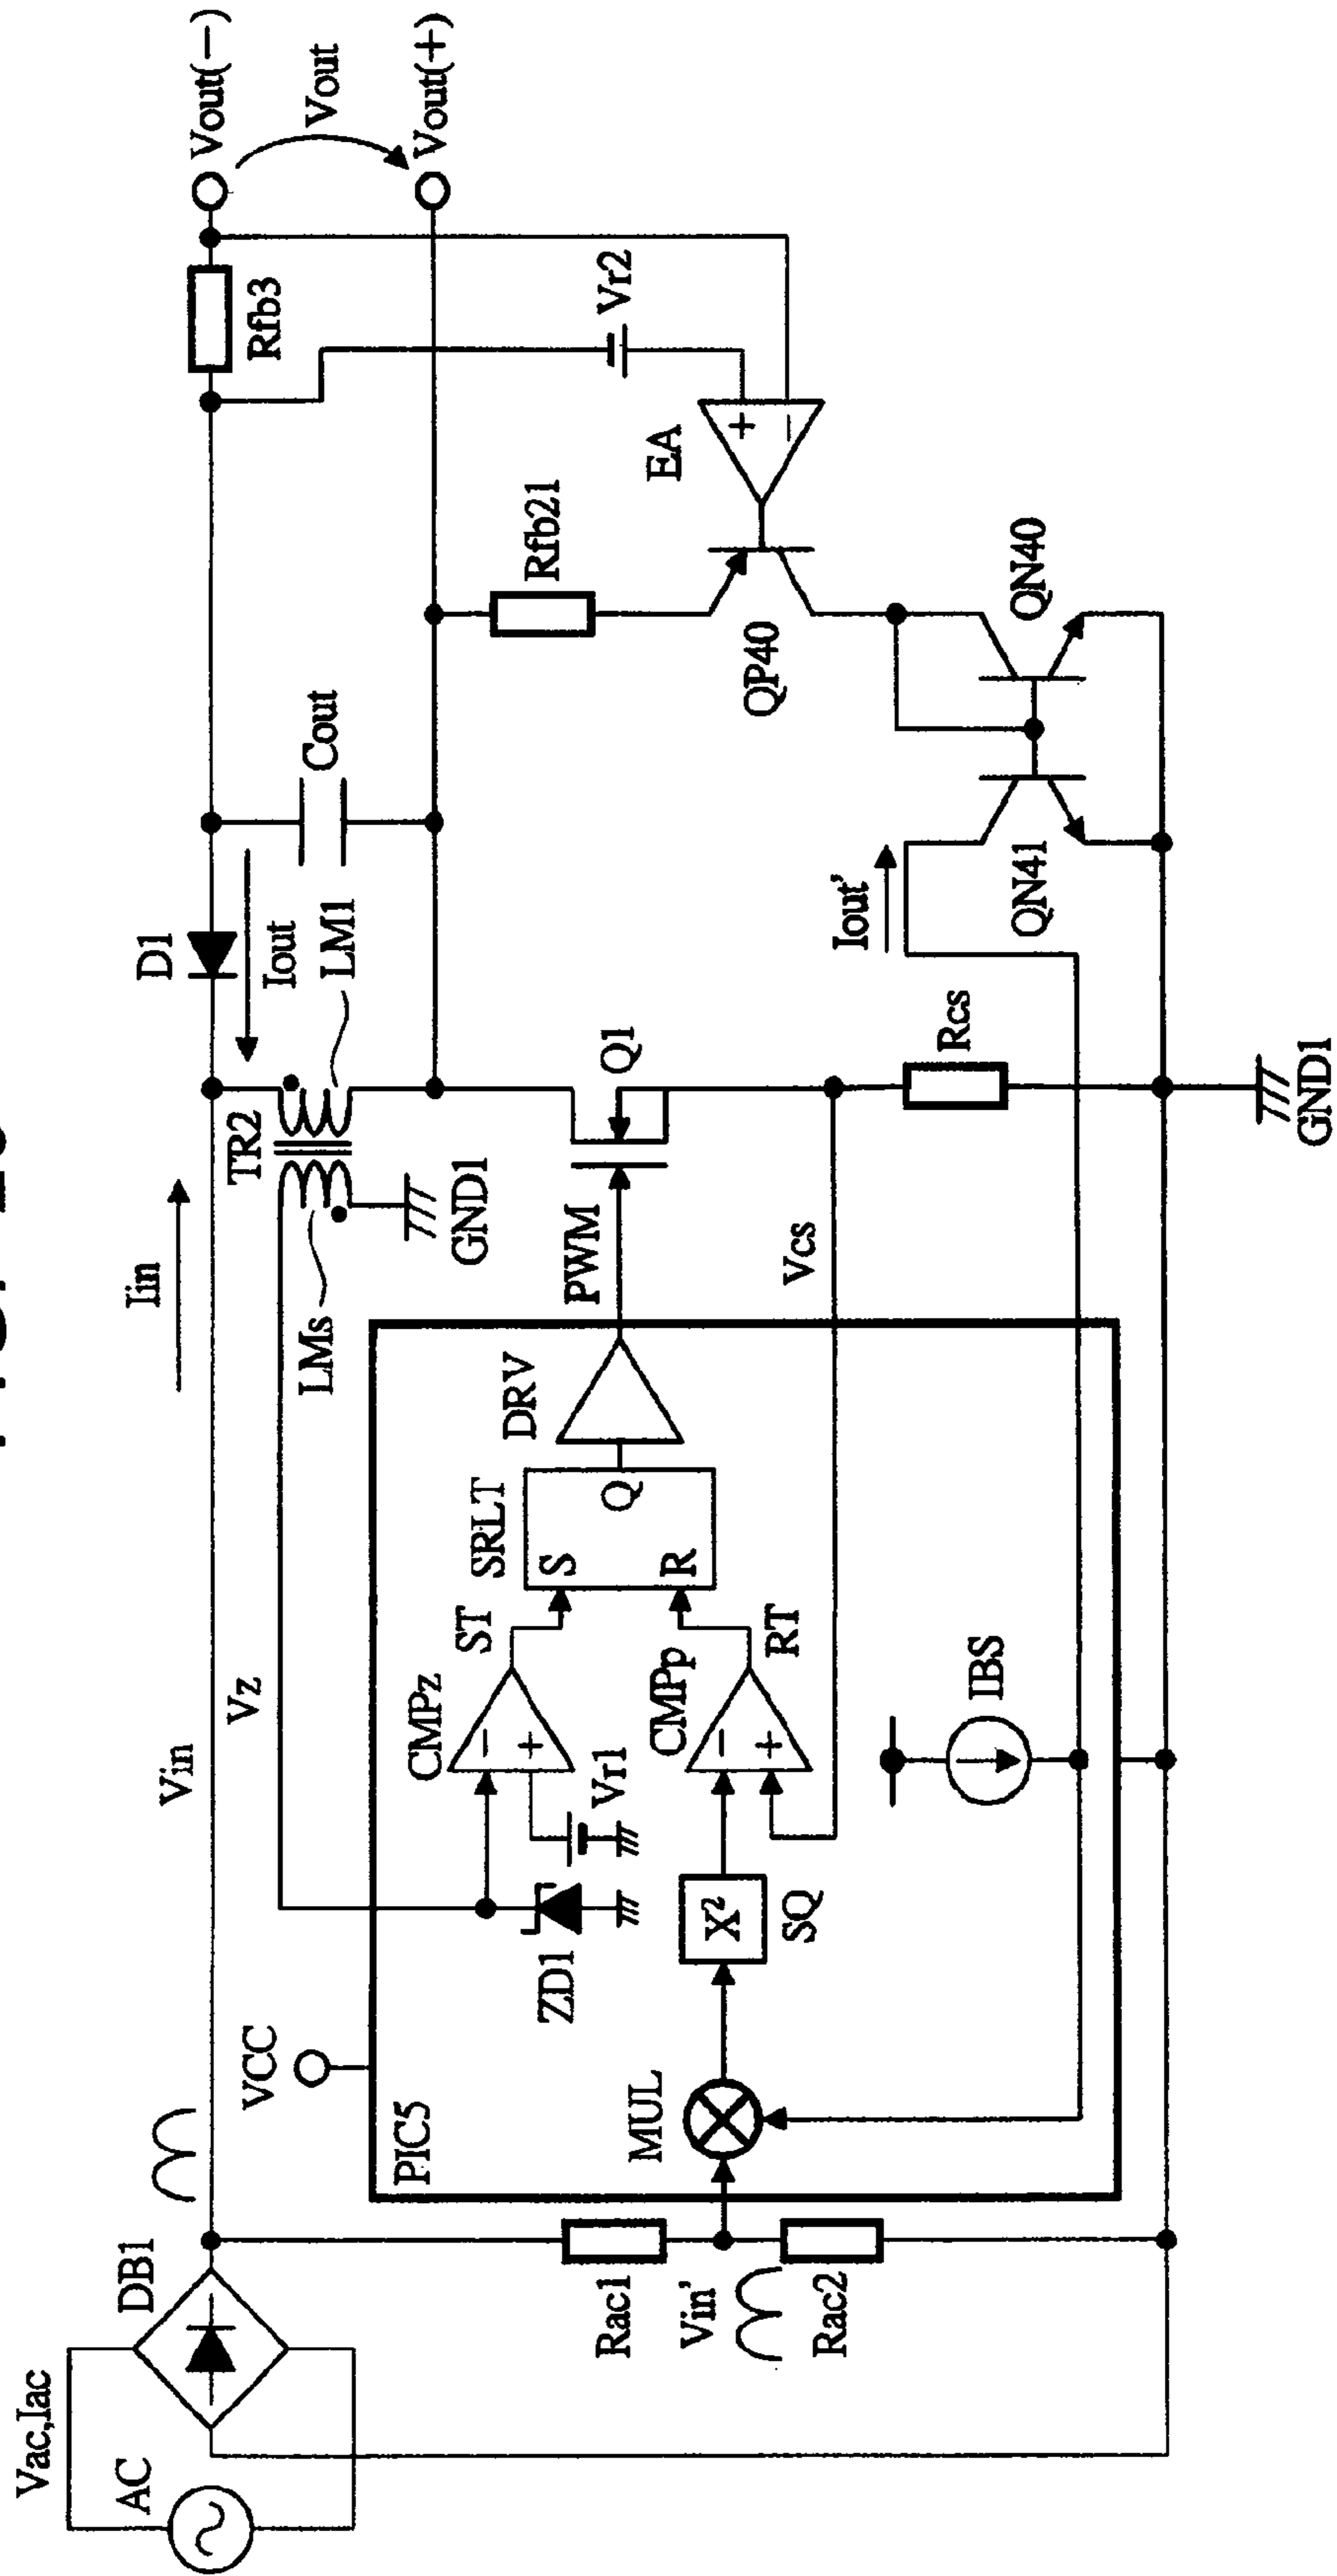 Vac,Iac
AC
DB1
Vin
Iin
D1
Iout
LM1
TR2
LMs
GND1
Cout
Rfb3
Vout(−)
Vout
Vout(+)
Vr2
EA
+
−
Rfb21
QP40
QN40
QN41
Iout'
Rcs
GND1
Q1
PWM
Vcs
Vz
VCC
PIC5
ZD1
Vr1
CMPz
−
+
ST
SRLT
S
R
Q
DRV
MUL
X²
SQ
CMPp
−
+
RT
IBS
Rac1
Vin'
Rac2